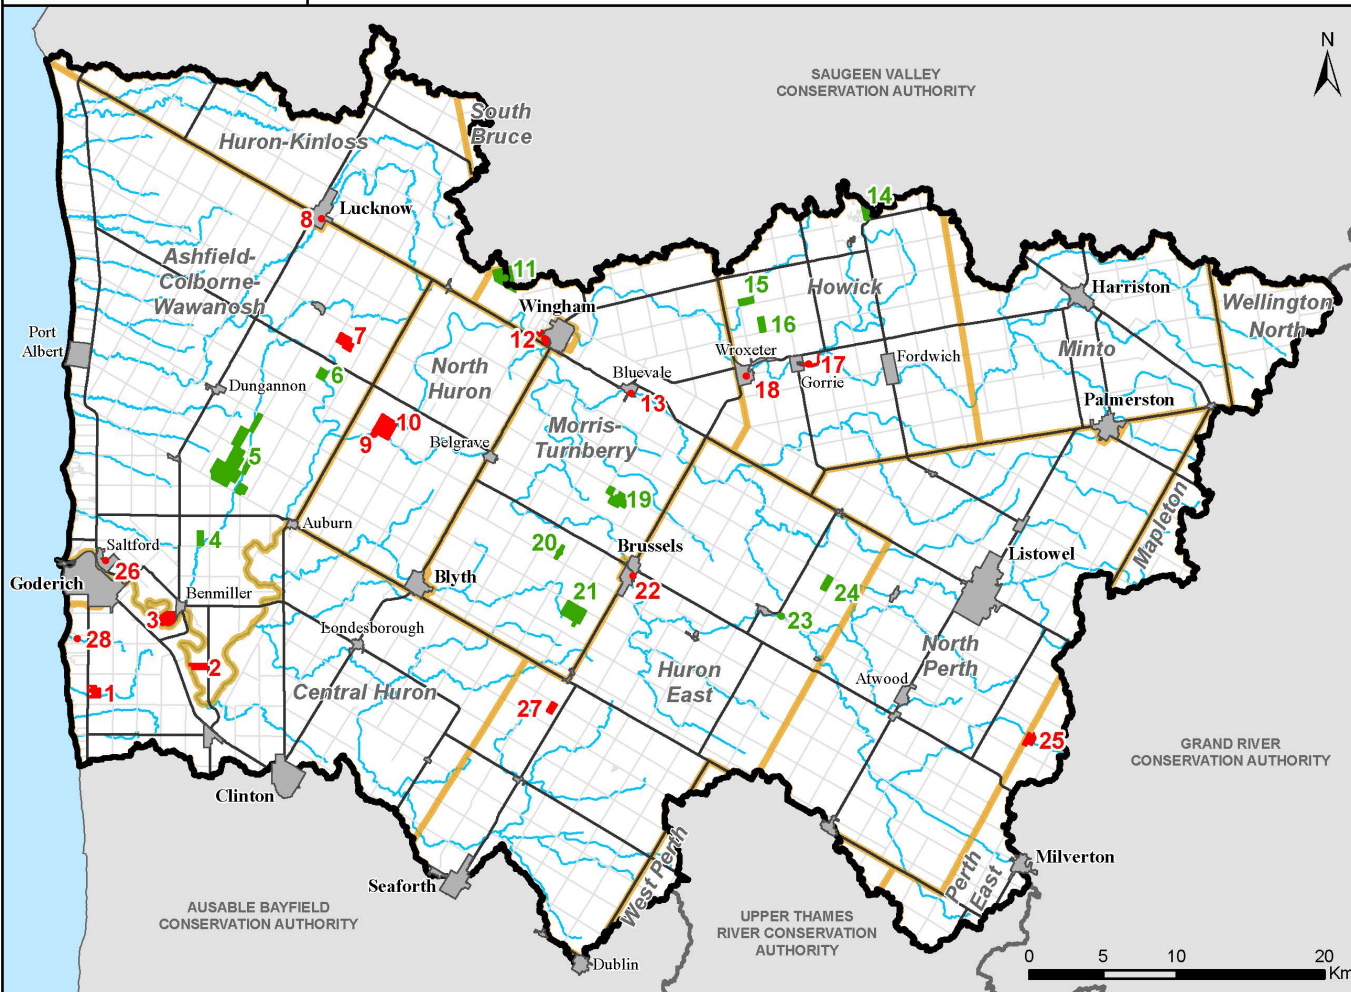 N
SAUGEEN VALLEY
CONSERVATION AUTHORITY
South
Bruce
Huron-Kinloss
14
8
Lucknow
Ashfield-
Colborne-
Wawanosh
11
Wingham
15
Howick
Harriston
Wellington
North
16
Port
Albert
7
12
North
Huron
Wroxeter
Fordwich
Minto
6
Bluevale
17
Gorrie
18
Dungannon
13
Palmerston
10
9
Belgrave
Morris-
Turnberry
5
19
Mapleton
Auburn
4
Saltford
20
Brussels
Listowel
26
Goderich
Benmiller
Blyth
22
24
21
3
23
28
Londesborough
North
Perth
2
Huron
East
Atwood
1
Central Huron
27
25
GRAND RIVER
CONSERVATION AUTHORITY
Clinton
West Perth
Perth
East
Milverton
Seaforth
AUSABLE BAYFIELD
CONSERVATION AUTHORITY
UPPER THAMES
RIVER CONSERVATION
AUTHORITY
Dublin
0 5 10 20
Km